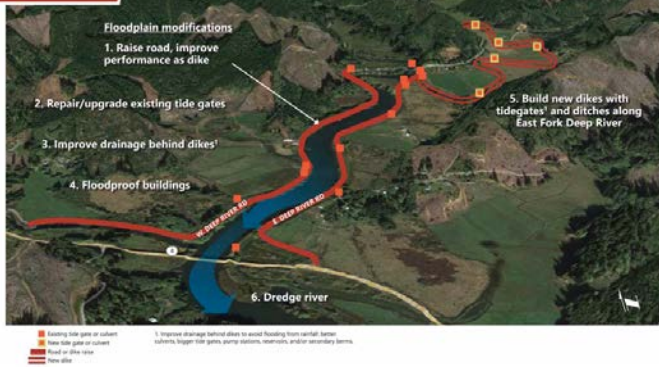 Floodplain modifications
1. Raise road, improve
performance as dike
2. Repair/upgrade existing tide gates
3. Improve drainage behind dikes¹
4. Floodproof buildings
5. Build new dikes with
tidegates¹ and ditches along
East Fork Deep River
W. DEEP RIVER RD
E. DEEP RIVER RD
6. Dredge river
Existing tide gate or culvert
New tide gate or culvert
Road or dike raise
New dike
1. Improve drainage behind dikes to avoid flooding from rainfall: better
culverts, bigger tide gates, pump stations, reservoirs, and/or secondary berms.